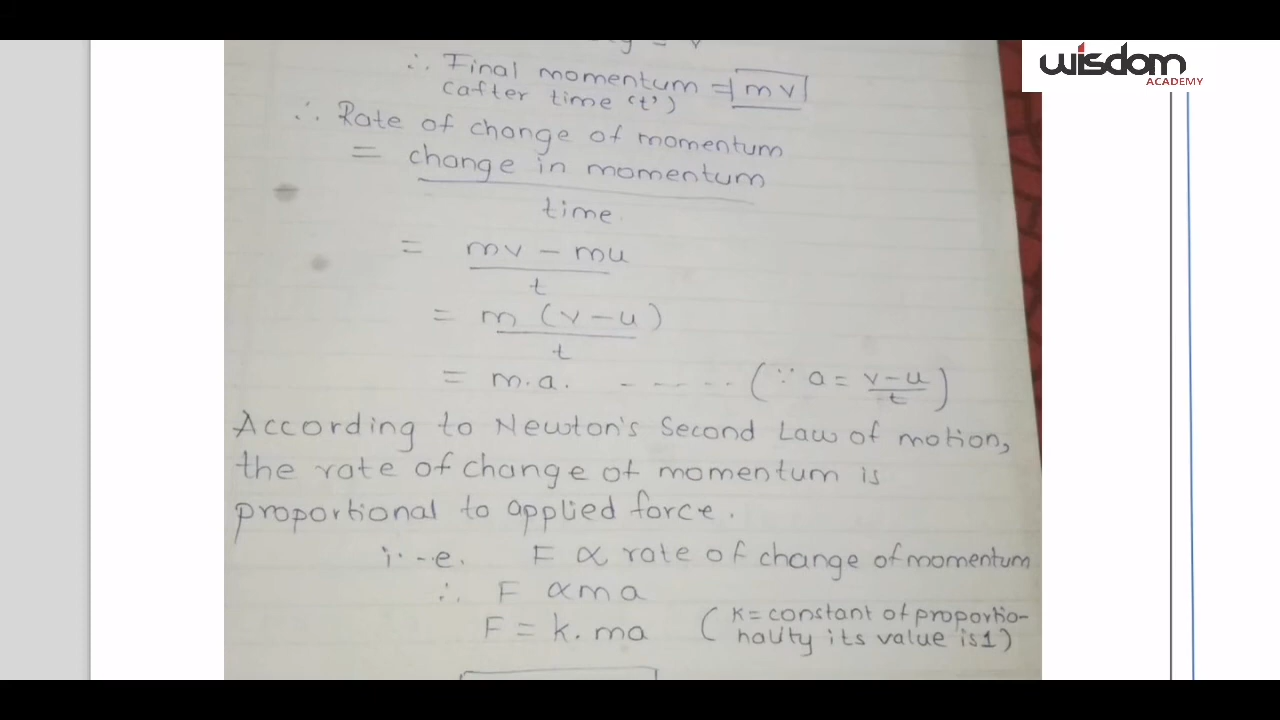 wisdom
ACADEMY
= v
∴ Final momentum = mv
(after time 't')
∴ Rate of change of momentum
= change in momentum
time.
= mv - mu
t
= m (v-u)
t
= m.a. - - - - - - (∵ a = v-u
t)
According to Newton's Second Law of motion,
the rate of change of momentum is
proportional to applied force.
i.-e. F ∝ rate of change of momentum
∴ F ∝ m a
F = k. ma (k= constant of proportio-
nality its value is 1)